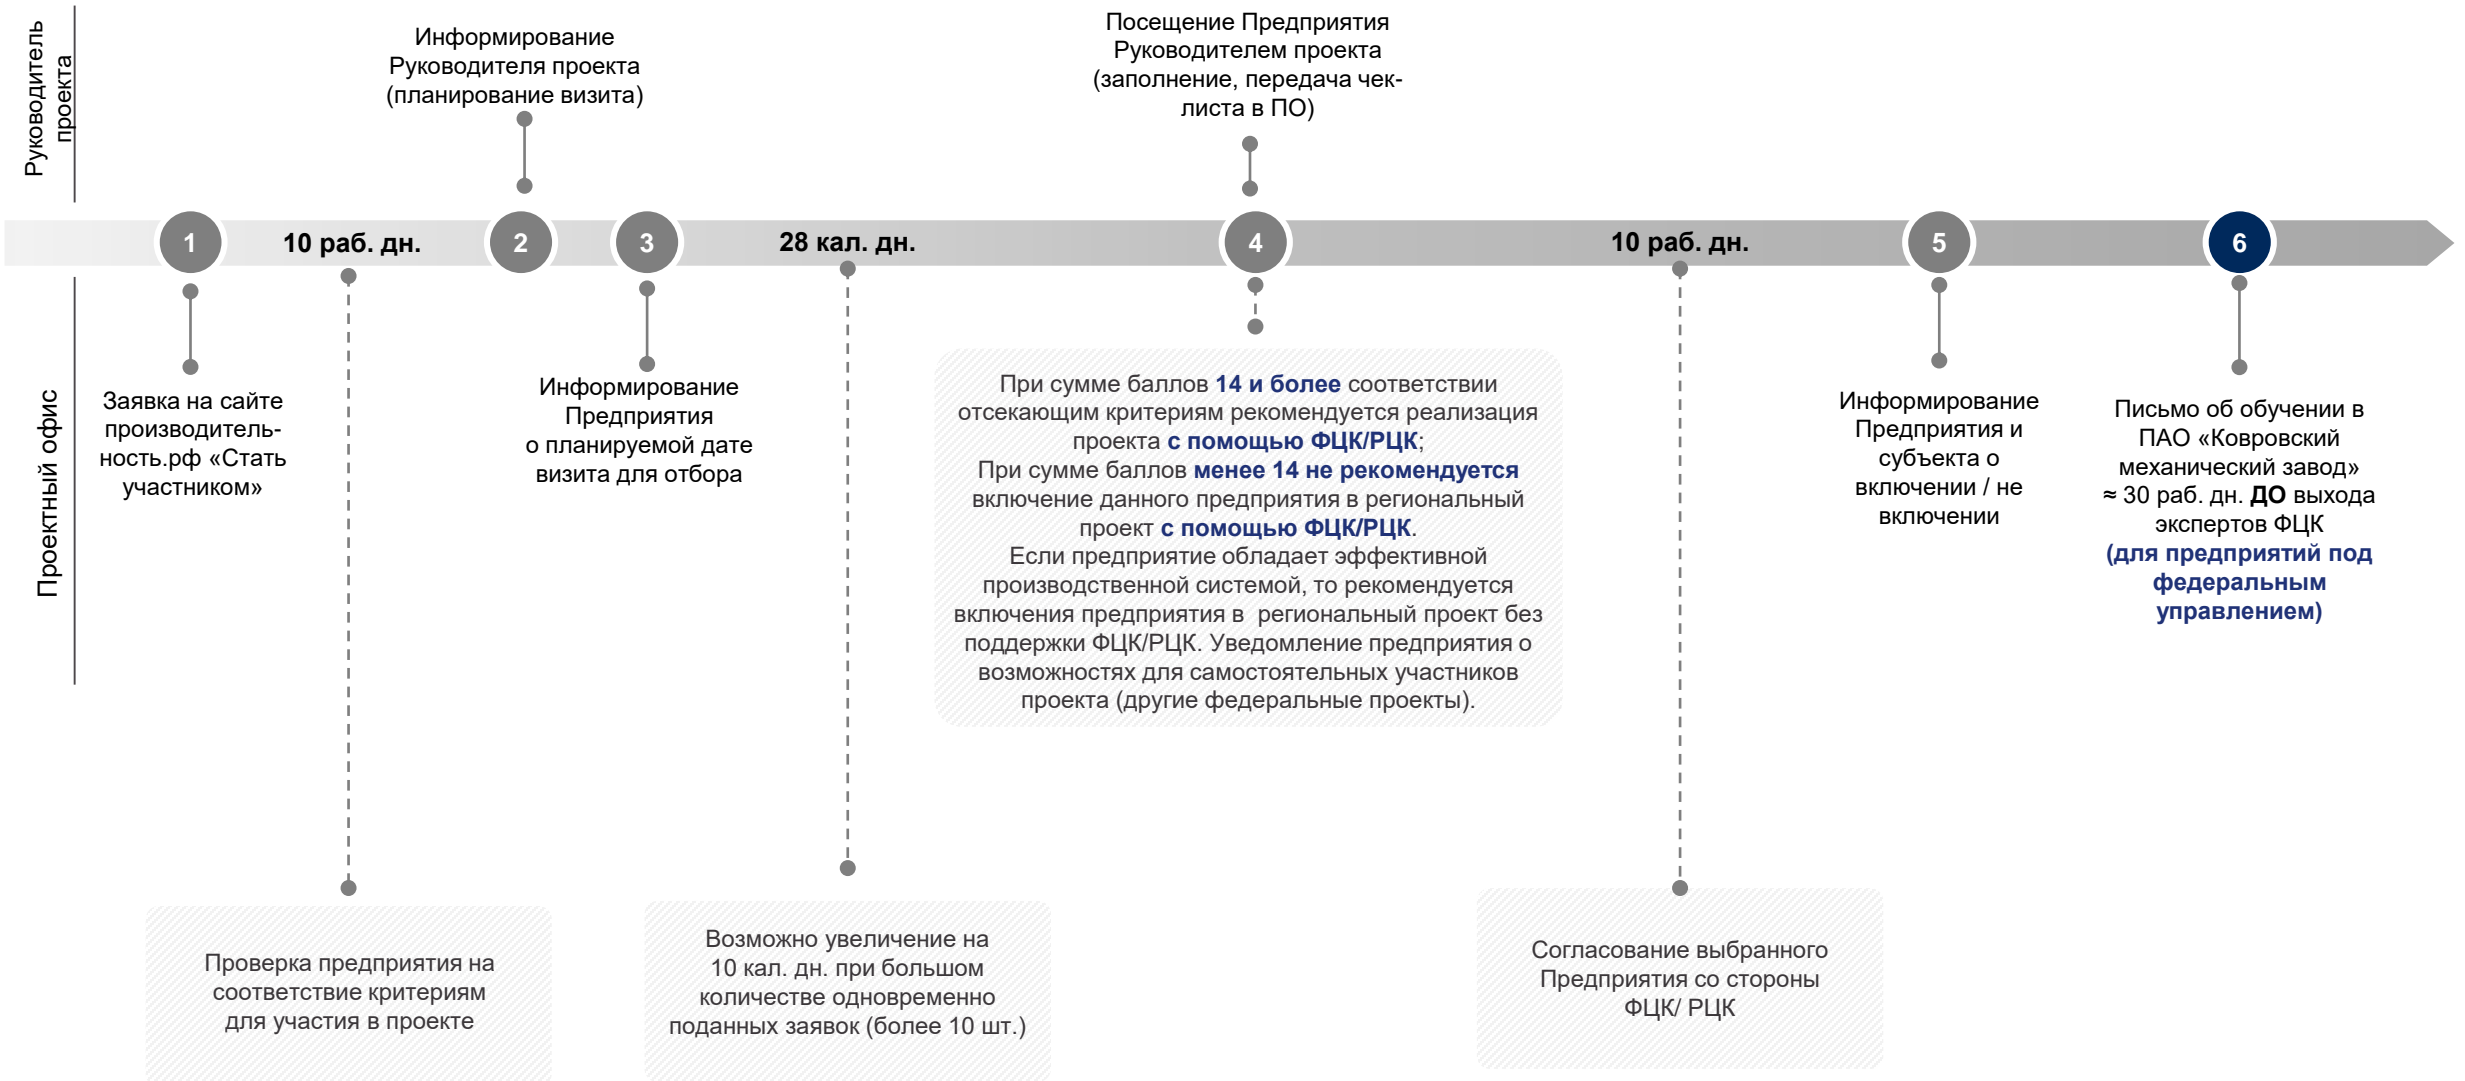 Руководитель
проекта
Информирование
Руководителя проекта
(планирование визита)
Посещение Предприятия
Руководителем проекта
(заполнение, передача чек-
листа в ПО)
1
10 раб. дн.
2
3
28 кал. дн.
4
10 раб. дн.
5
6
Проектный офис
Заявка на сайте
производитель-
ность.рф «Стать
участником»
Информирование
Предприятия
о планируемой дате
визита для отбора
При сумме баллов 14 и более соответствии
отсекающим критериям рекомендуется реализация
проекта с помощью ФЦК/РЦК;
При сумме баллов менее 14 не рекомендуется
включение данного предприятия в региональный
проект с помощью ФЦК/РЦК.
Если предприятие обладает эффективной
производственной системой, то рекомендуется
включения предприятия в региональный проект без
поддержки ФЦК/РЦК. Уведомление предприятия о
возможностях для самостоятельных участников
проекта (другие федеральные проекты).
Информирование
Предприятия и
субъекта о
включении / не
включении
Письмо об обучении в
ПАО «Ковровский
механический завод»
≈ 30 раб. дн. ДО выхода
экспертов ФЦК
(для предприятий под
федеральным
управлением)
Проверка предприятия на
соответствие критериям
для участия в проекте
Возможно увеличение на
10 кал. дн. при большом
количестве одновременно
поданных заявок (более 10 шт.)
Согласование выбранного
Предприятия со стороны
ФЦК/ РЦК